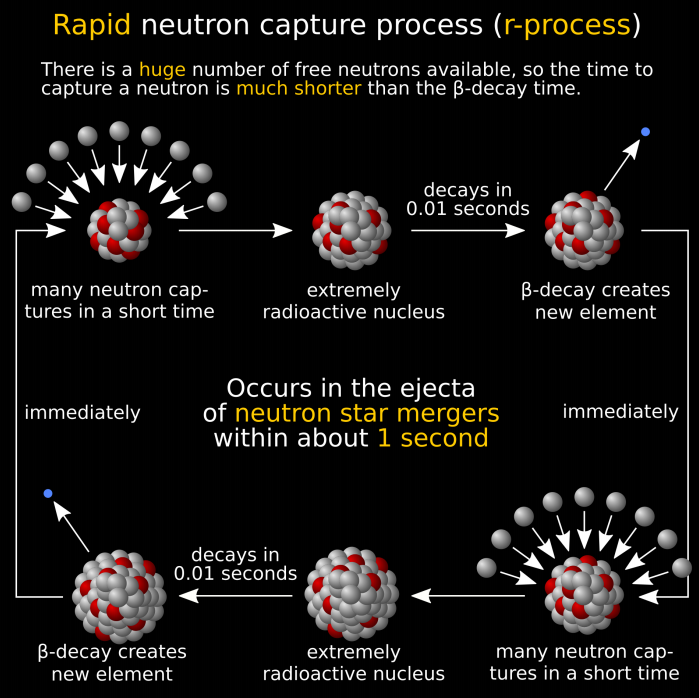 Rapid neutron capture process (r-process)
There is a huge number of free neutrons available, so the time to
capture a neutron is much shorter than the β-decay time.
decays in
0.01 seconds
many neutron cap-
tures in a short time
extremely
radioactive nucleus
β-decay creates
new element
Occurs in the ejecta
of neutron star mergers
within about 1 second
immediately
immediately
decays in
0.01 seconds
β-decay creates
new element
extremely
radioactive nucleus
many neutron cap-
tures in a short time